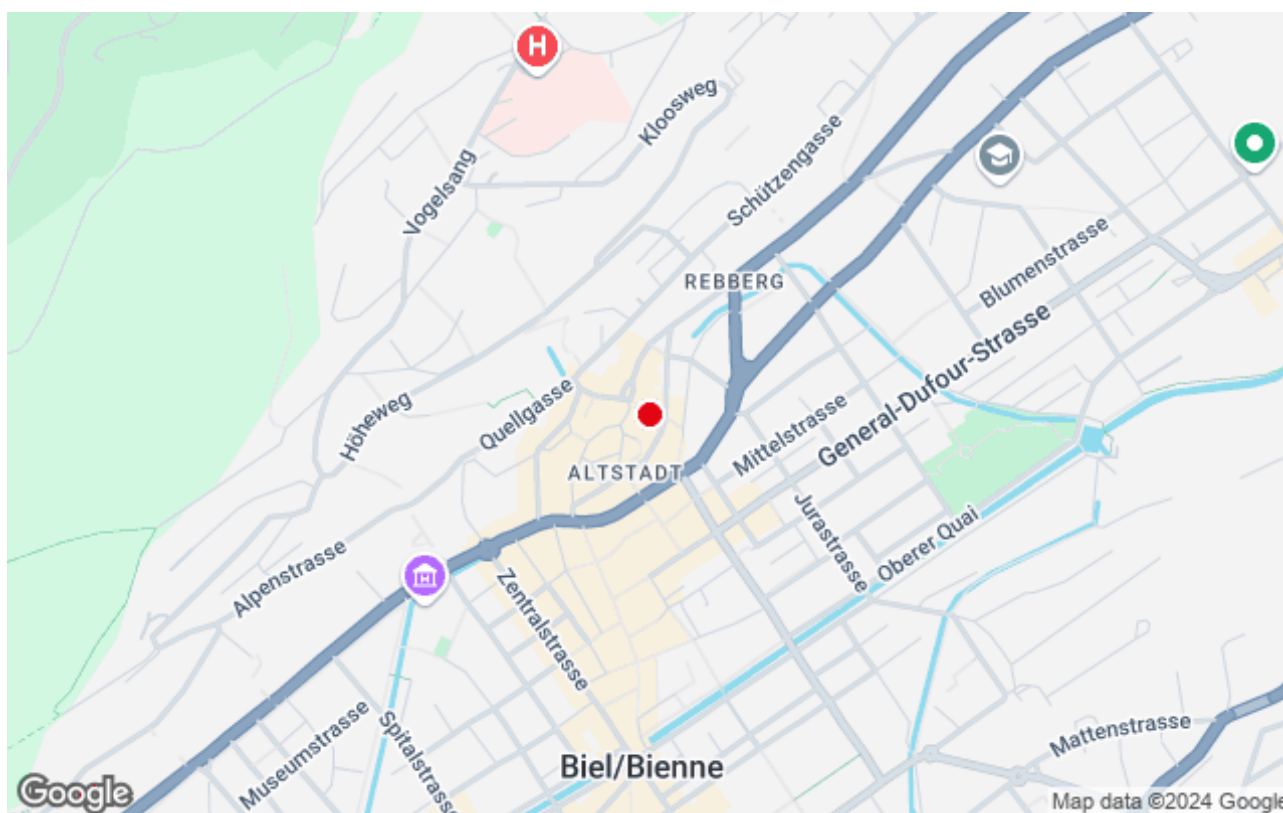 H
Kloosweg
Vogelsang
Schützengasse
REBBERG
Blumenstrasse
General-Dufour-Strasse
Höheweg
Quellgasse
Mittelstrasse
ALTSTADT
Jurastrasse
Oberer Quai
Alpenstrasse
H
Zentralstrasse
Museumstrasse
Spitalstrasse
Mattenstrasse
Biel/Bienne
Google
Map data ©2024 Google